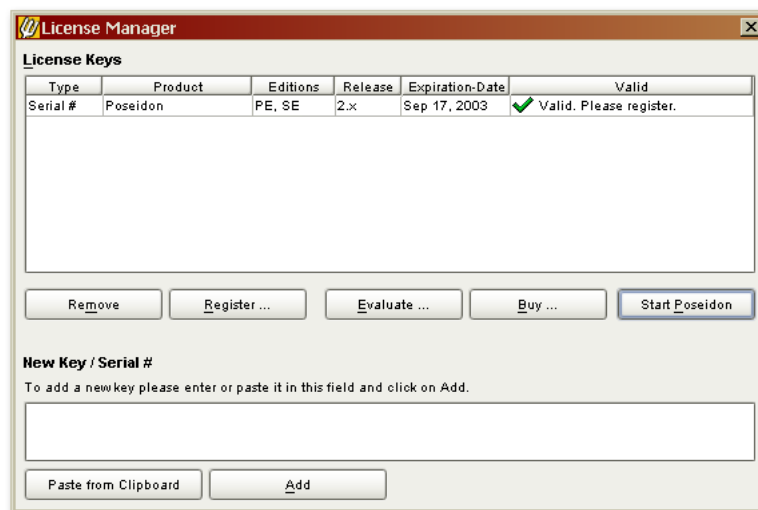 License Manager
License Keys
Type Product Editions Release Expiration-Date Valid
Serial # Poseidon PE, SE 2.x Sep 17, 2003 Valid. Please register.
Remove Register ... Evaluate ... Buy ... Start Poseidon
New Key / Serial #
To add a new key please enter or paste it in this field and click on Add.
Paste from Clipboard Add